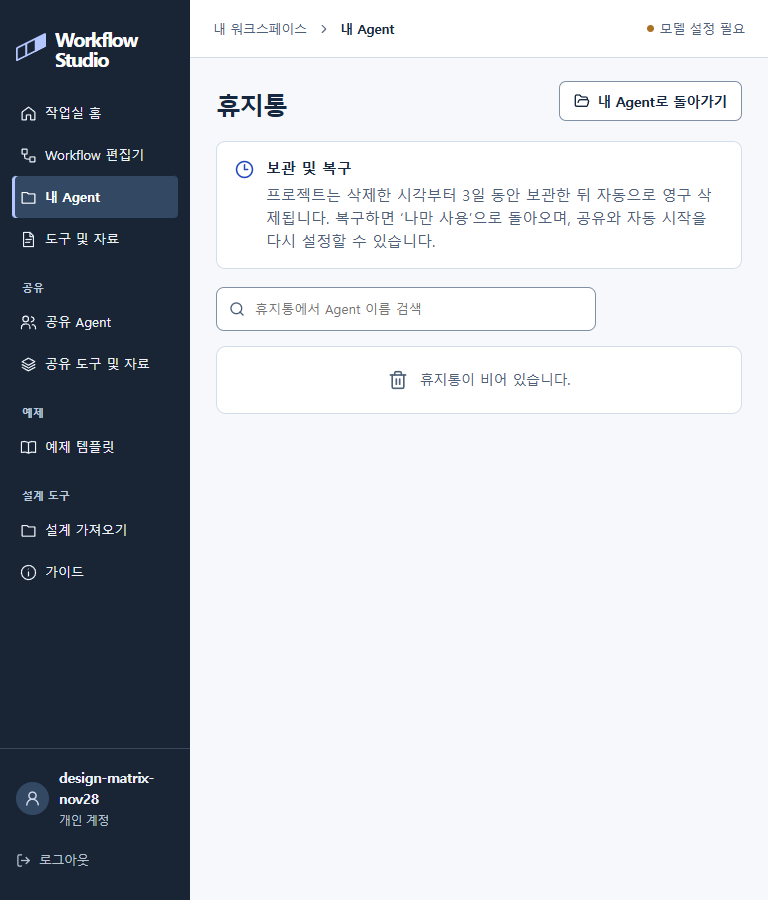 Workflow
Studio
작업실 홈
Workflow 편집기
내 Agent
도구 및 자료
공유
공유 Agent
공유 도구 및 자료
예제
예제 템플릿
설계 도구
설계 가져오기
가이드
design-matrix-
nov28
개인 계정
로그아웃
내 워크스페이스 > 내 Agent
모델 설정 필요
휴지통
내 Agent로 돌아가기
보관 및 복구
프로젝트는 삭제한 시각부터 3일 동안 보관한 뒤 자동으로 영구 삭
제됩니다. 복구하면 ‘나만 사용’으로 돌아오며, 공유와 자동 시작을
다시 설정할 수 있습니다.
휴지통에서 Agent 이름 검색
휴지통이 비어 있습니다.